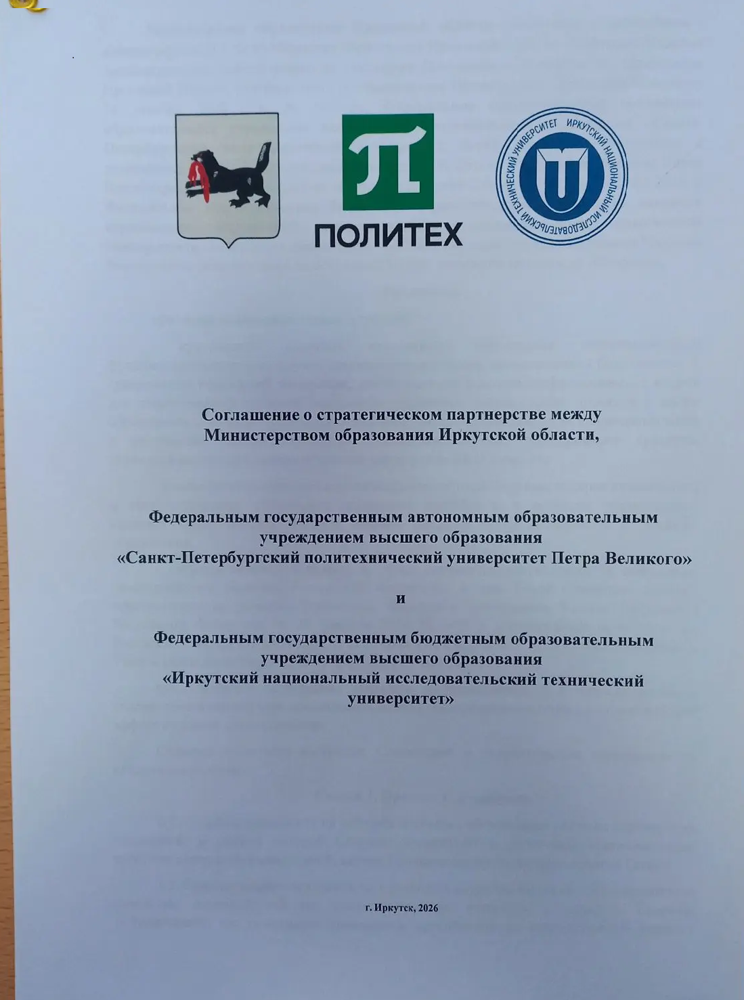 ИРКУТСКИЙ НАЦИОНАЛЬНЫЙ ИССЛЕДОВАТЕЛЬСКИЙ ТЕХНИЧЕСКИЙ УНИВЕРСИТЕТ
ПОЛИТЕХ
Соглашение о стратегическом партнерстве между
Министерством образования Иркутской области,
Федеральным государственным автономным образовательным
учреждением высшего образования
«Санкт-Петербургский политехнический университет Петра Великого»
и
Федеральным государственным бюджетным образовательным
учреждением высшего образования
«Иркутский национальный исследовательский технический
университет»
г. Иркутск, 2026